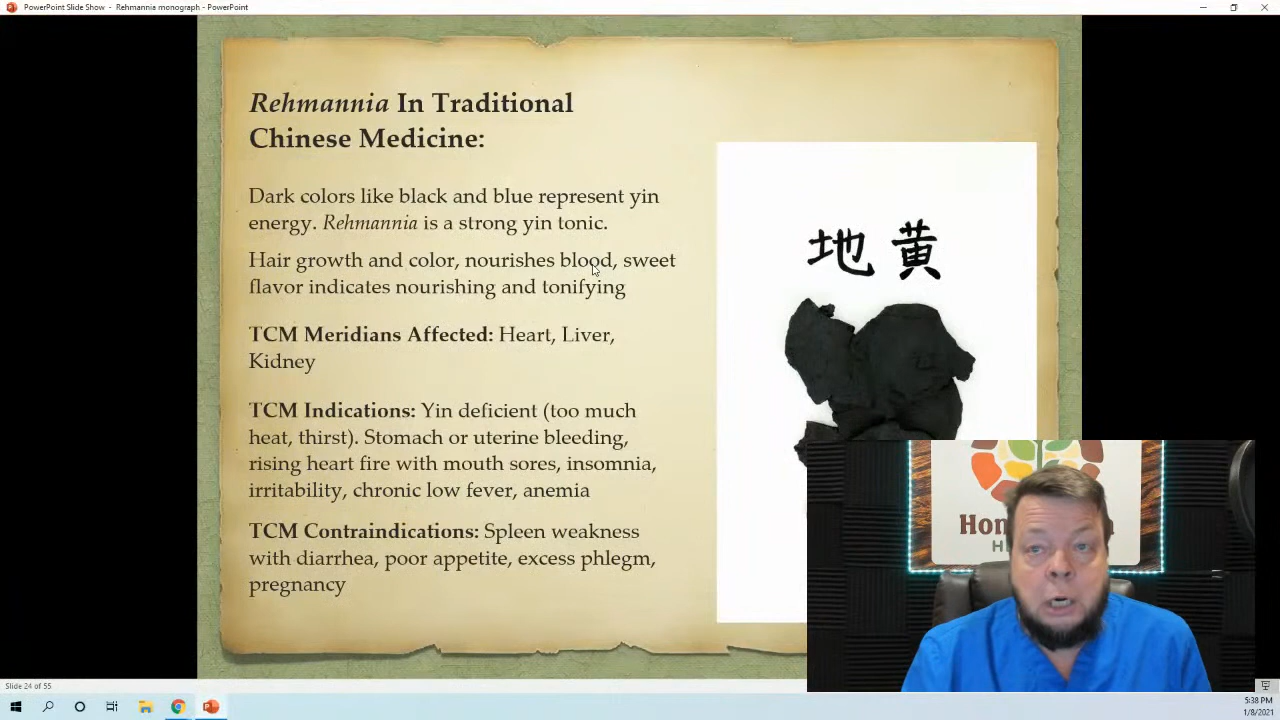 PowerPoint Slide Show - Rehmannia monograph - PowerPoint
Rehmannia In Traditional
Chinese Medicine:
Dark colors like black and blue represent yin
energy. Rehmannia is a strong yin tonic.
Hair growth and color, nourishes blood, sweet
flavor indicates nourishing and tonifying
TCM Meridians Affected: Heart, Liver,
Kidney
TCM Indications: Yin deficient (too much
heat, thirst). Stomach or uterine bleeding,
rising heart fire with mouth sores, insomnia,
irritability, chronic low fever, anemia
TCM Contraindications: Spleen weakness
with diarrhea, poor appetite, excess phlegm,
pregnancy
地黄
Slide 24 of 55
5:38 PM
1/8/2021